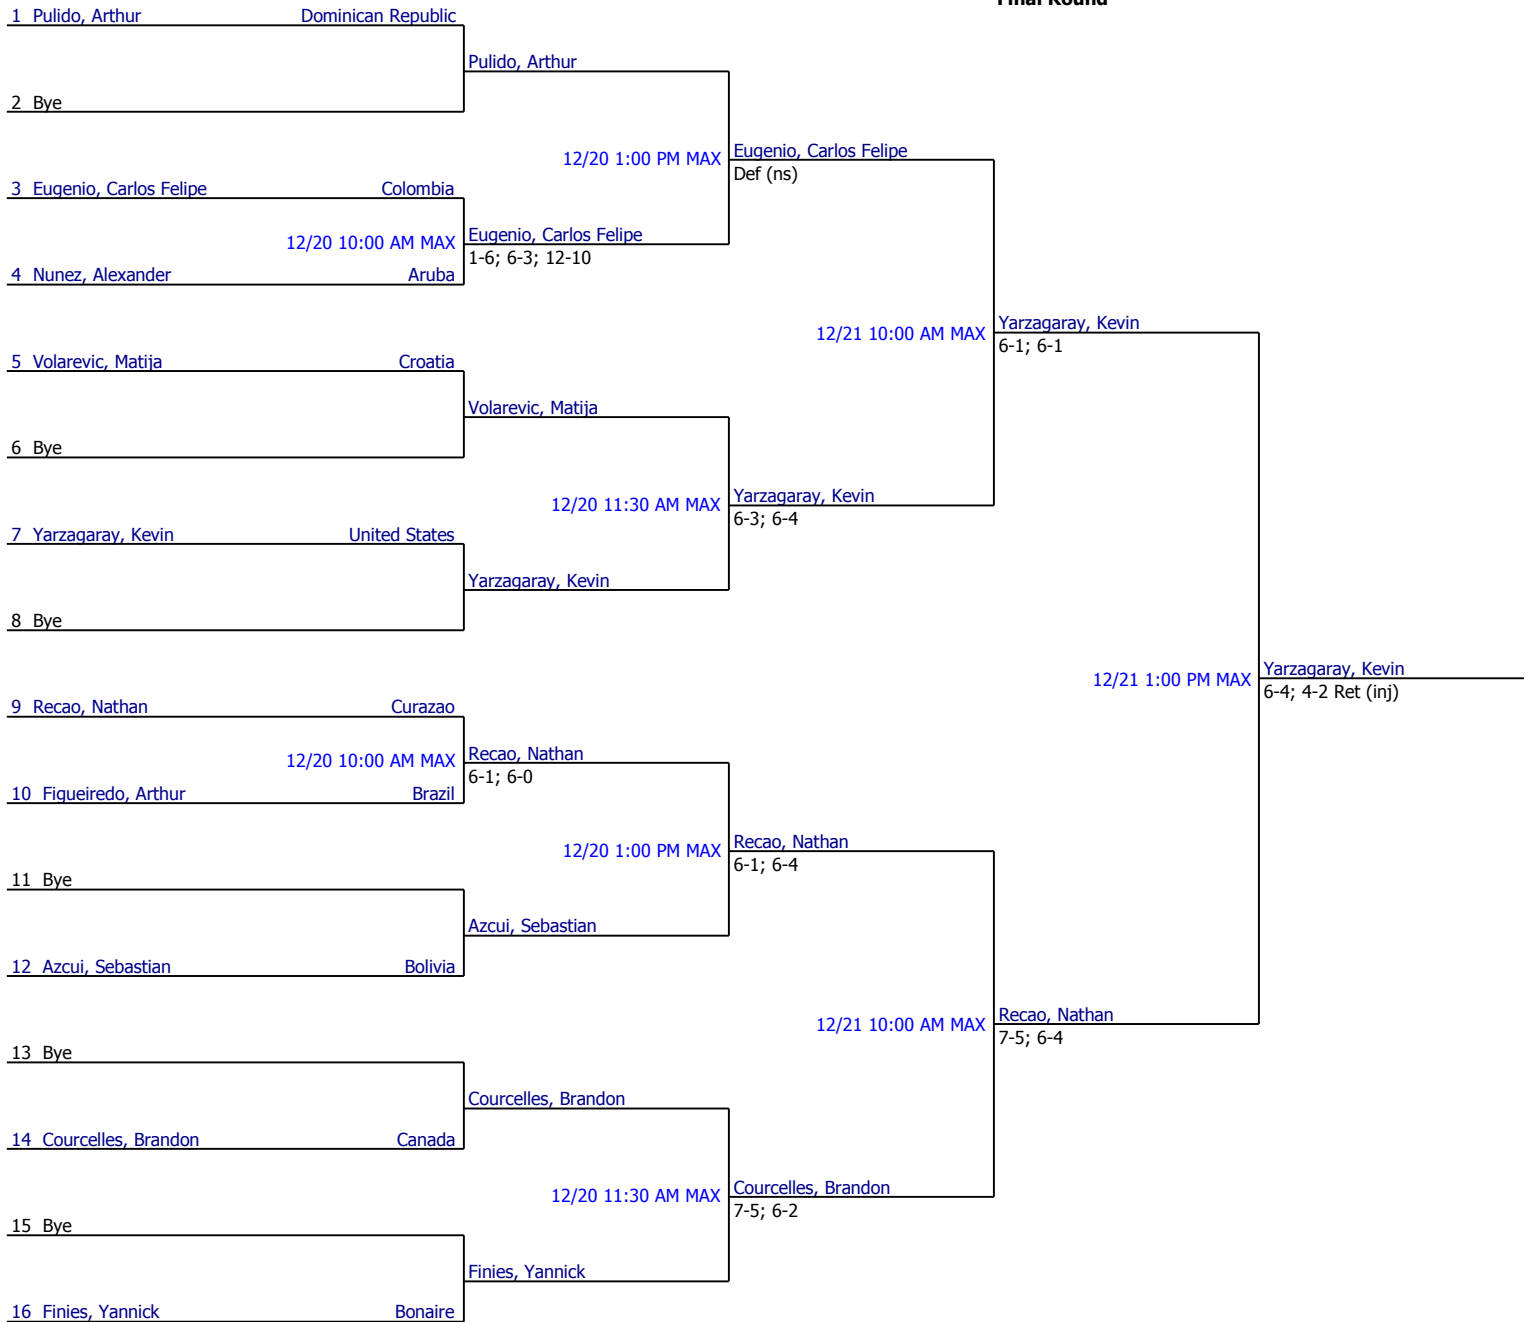 Final Round
1 Pulido, Arthur Dominican Republic
Pulido, Arthur
2 Bye
12/20 1:00 PM MAX Eugenio, Carlos Felipe
Def (ns)
3 Eugenio, Carlos Felipe Colombia
12/20 10:00 AM MAX Eugenio, Carlos Felipe
1-6; 6-3; 12-10
4 Nunez, Alexander Aruba
12/21 10:00 AM MAX Yarzagaray, Kevin
6-1; 6-1
5 Volarevic, Matija Croatia
Volarevic, Matija
6 Bye
12/20 11:30 AM MAX Yarzagaray, Kevin
6-3; 6-4
7 Yarzagaray, Kevin United States
Yarzagaray, Kevin
8 Bye
12/21 1:00 PM MAX Yarzagaray, Kevin
6-4; 4-2 Ret (inj)
9 Recao, Nathan Curazao
12/20 10:00 AM MAX Recao, Nathan
6-1; 6-0
10 Figueiredo, Arthur Brazil
12/20 1:00 PM MAX Recao, Nathan
6-1; 6-4
11 Bye
Azcui, Sebastian
12 Azcui, Sebastian Bolivia
12/21 10:00 AM MAX Recao, Nathan
7-5; 6-4
13 Bye
Courcelles, Brandon
14 Courcelles, Brandon Canada
12/20 11:30 AM MAX Courcelles, Brandon
7-5; 6-2
15 Bye
Finies, Yannick
16 Finies, Yannick Bonaire